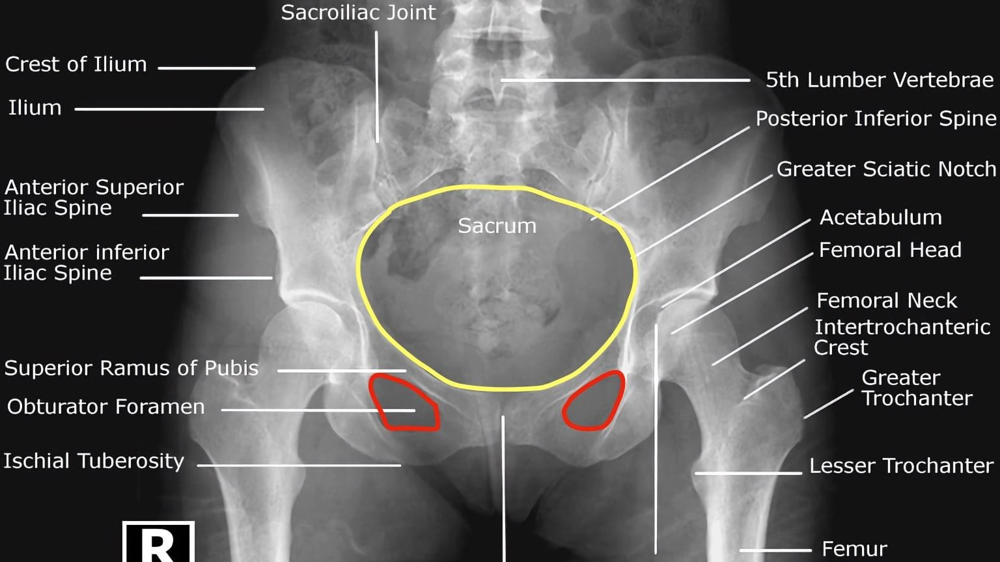 Sacroiliac Joint
Crest of Ilium
Ilium
Anterior Superior
Iliac Spine
Anterior inferior
Iliac Spine
Superior Ramus of Pubis
Obturator Foramen
Ischial Tuberosity
R
Sacrum
5th Lumber Vertebrae
Posterior Inferior Spine
Greater Sciatic Notch
Acetabulum
Femoral Head
Femoral Neck
Intertrochanteric
Crest
Greater
Trochanter
Lesser Trochanter
Femur